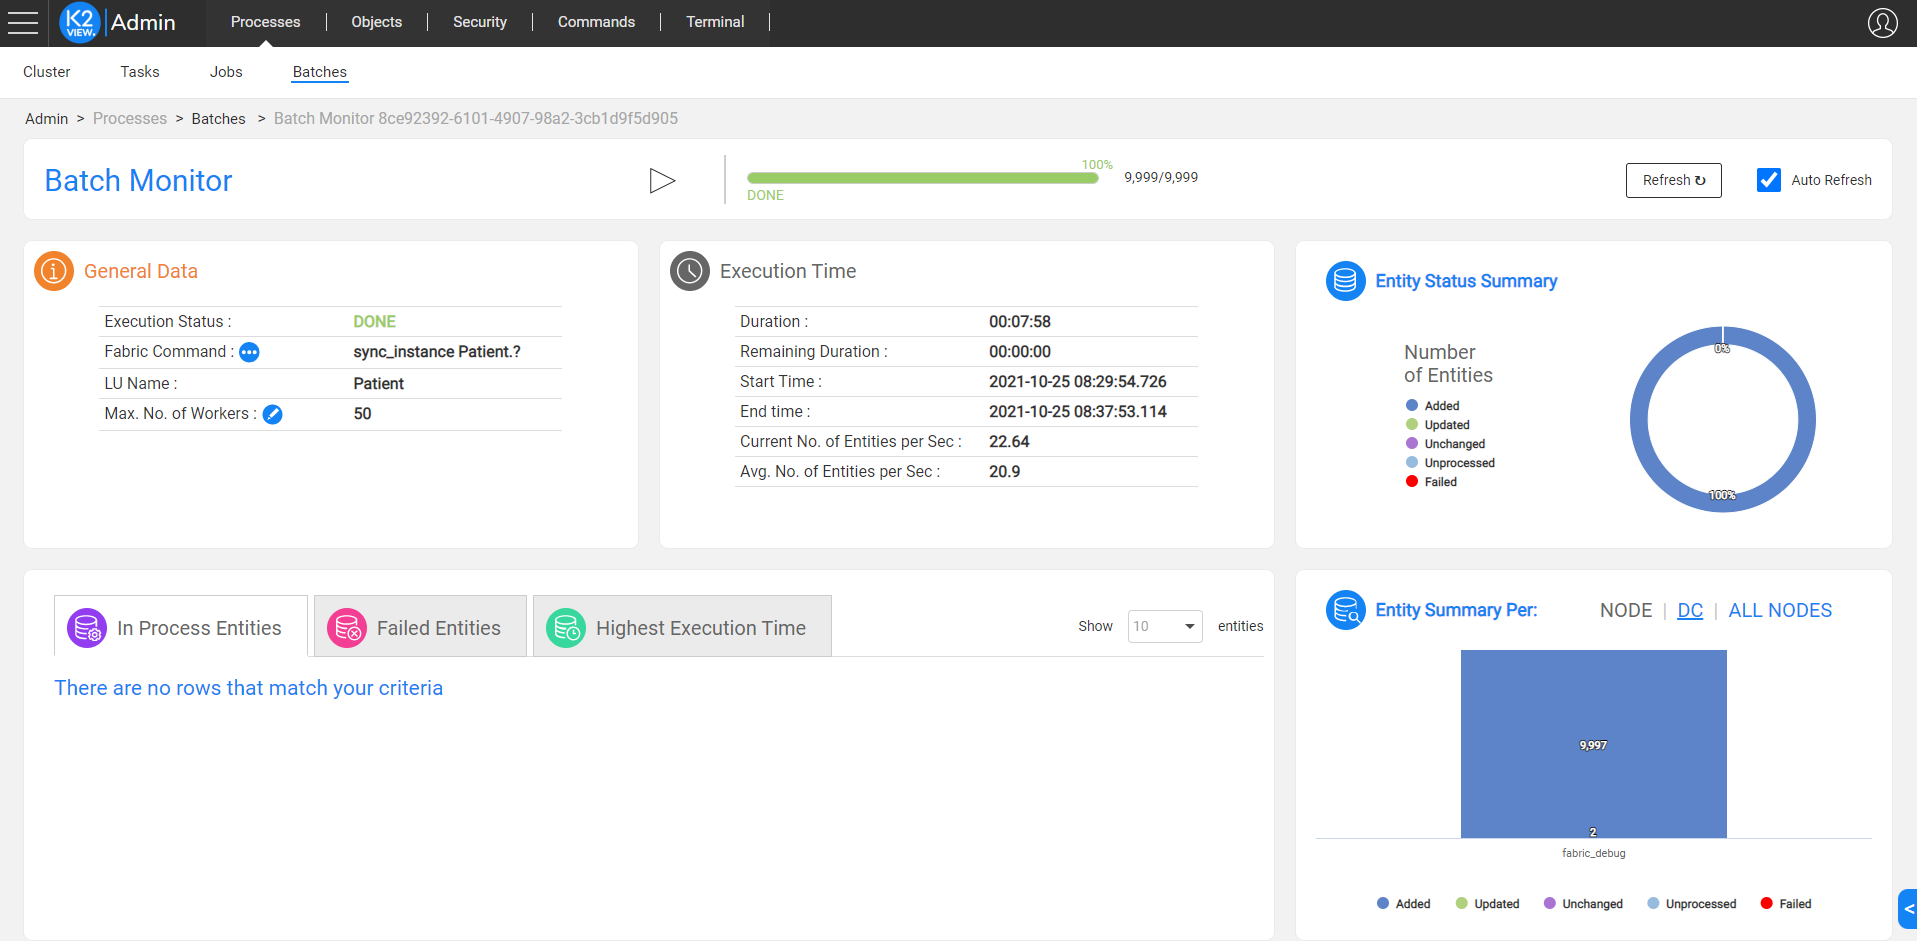 K2 VIEW. Admin Processes Objects Security Commands Terminal
Cluster Tasks Jobs Batches
Admin > Processes > Batches > Batch Monitor 8ce92392-6101-4907-98a2-3cb1d9f5d905
Batch Monitor
100%
9,999/9,999
DONE
Refresh ↻
Auto Refresh
General Data
Execution Status : DONE
Fabric Command : sync_instance Patient.?
LU Name : Patient
Max. No. of Workers : 50
Execution Time
Duration : 00:07:58
Remaining Duration : 00:00:00
Start Time : 2021-10-25 08:29:54.726
End time : 2021-10-25 08:37:53.114
Current No. of Entities per Sec : 22.64
Avg. No. of Entities per Sec : 20.9
Entity Status Summary
Number
of Entities
Added
Updated
Unchanged
Unprocessed
Failed
0%
100%
In Process Entities
Failed Entities
Highest Execution Time
Show 10 entities
There are no rows that match your criteria
Entity Summary Per: NODE | DC | ALL NODES
9,997
2
fabric_debug
Added Updated Unchanged Unprocessed Failed
<